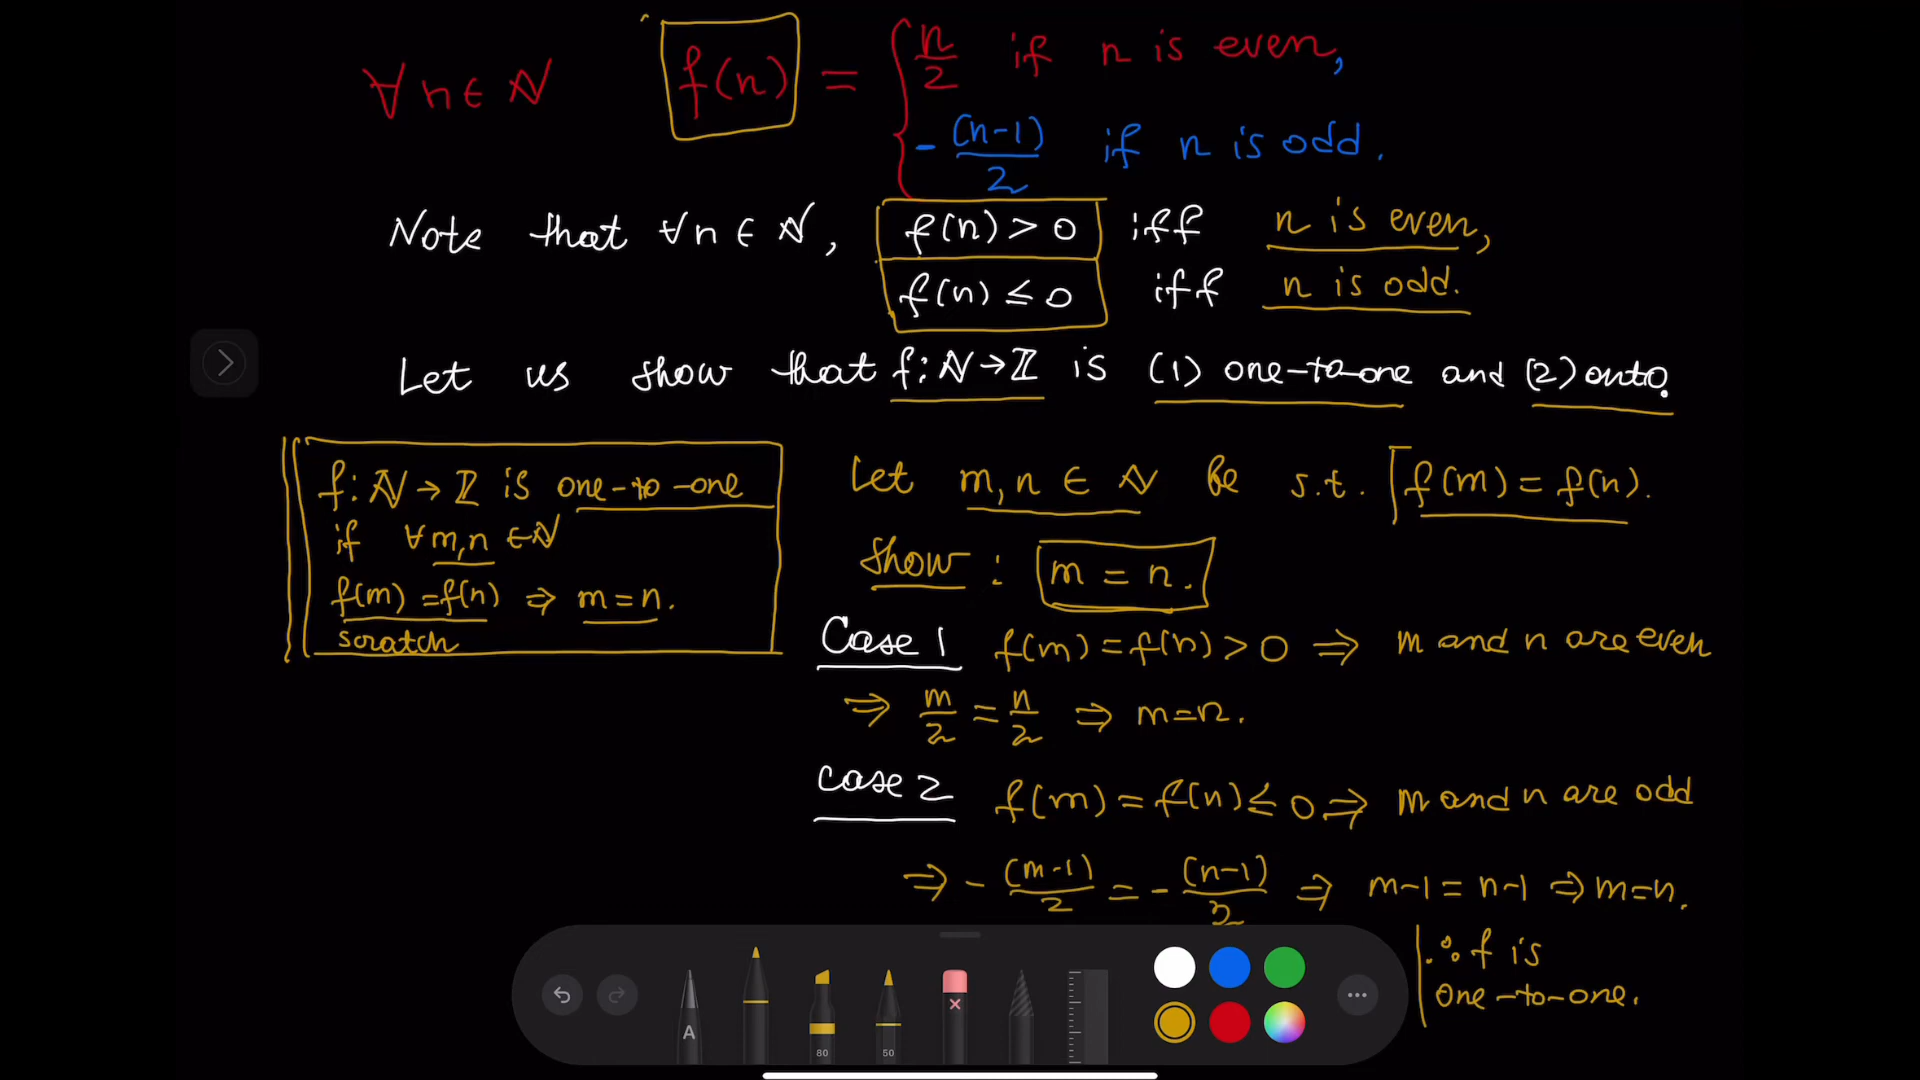 ∀n∈ℕ f(n) = { n/2 if n is even,
-(n-1)/2 if n is odd.
Note that ∀n∈ℕ, f(n) > 0 iff n is even,
f(n) ≤ 0 iff n is odd.
Let us show that f:ℕ→ℤ is (1) one-to-one and (2) onto.
f:ℕ→ℤ is one-to-one
if ∀m,n∈ℕ
f(m)=f(n) ⇒ m=n.
scratch
Let m,n ∈ ℕ be s.t. f(m) = f(n).
Show : m = n.
Case 1 f(m)=f(n)>0 ⇒ m and n are even
⇒ m/2 = n/2 ⇒ m=n.
Case 2 f(m)=f(n)≤0 ⇒ m and n are odd
⇒ -(m-1)/2 = -(n-1)/2 ⇒ m-1=n-1 ⇒ m=n.
∴ f is
one-to-one.
A
80
50